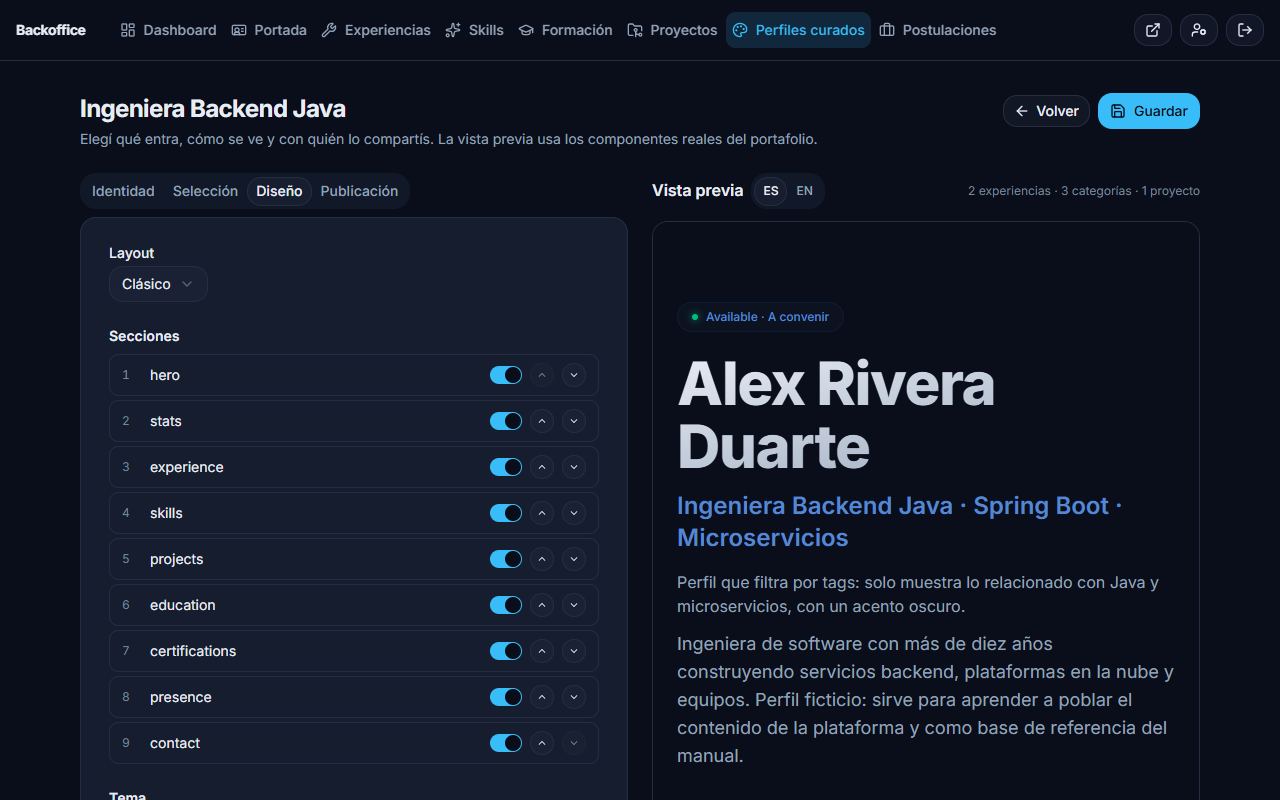 Backoffice
Dashboard
Portada
Experiencias
Skills
Formación
Proyectos
Perfiles curados
Postulaciones
Ingeniera Backend Java
Elegí qué entra, cómo se ve y con quién lo compartís. La vista previa usa los componentes reales del portafolio.
Volver
Guardar
Identidad
Selección
Diseño
Publicación
Layout
Clásico
Secciones
1 hero
2 stats
3 experience
4 skills
5 projects
6 education
7 certifications
8 presence
9 contact
Tema
Vista previa
ES
EN
2 experiencias · 3 categorías · 1 proyecto
Available · A convenir
Alex Rivera
Duarte
Ingeniera Backend Java · Spring Boot ·
Microservicios
Perfil que filtra por tags: solo muestra lo relacionado con Java y
microservicios, con un acento oscuro.
Ingeniera de software con más de diez años
construyendo servicios backend, plataformas en la nube y
equipos. Perfil ficticio: sirve para aprender a poblar el
contenido de la plataforma y como base de referencia del
manual.